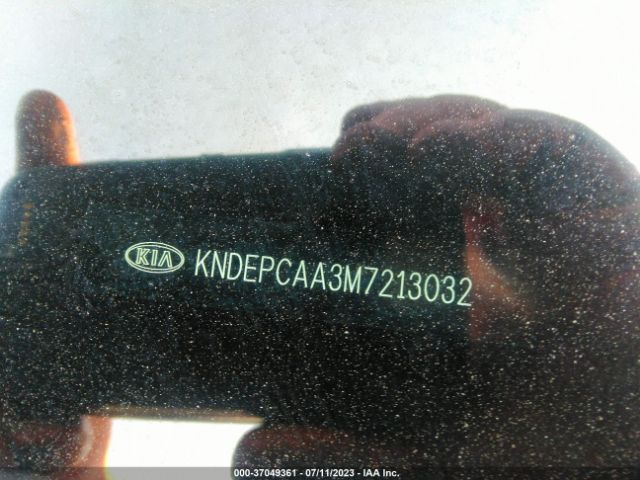 KIA KNDEPCAA3M7213032
000-37049361 - 07/11/2023 - IAA Inc.